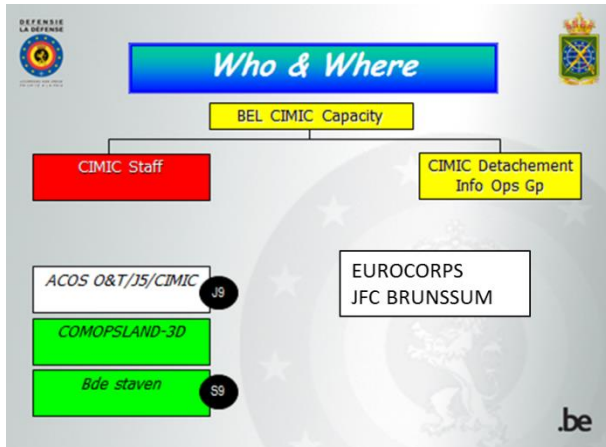 DEFENSIE
LA DÉFENSE
Who & Where
BEL CIMIC Capacity
CIMIC Staff
CIMIC Detachement
Info Ops Gp
ACOS O&T/J5/CIMIC
J9
EUROCORPS
JFC BRUNSSUM
COMOPSLAND-3D
Bde staven
S9
.be